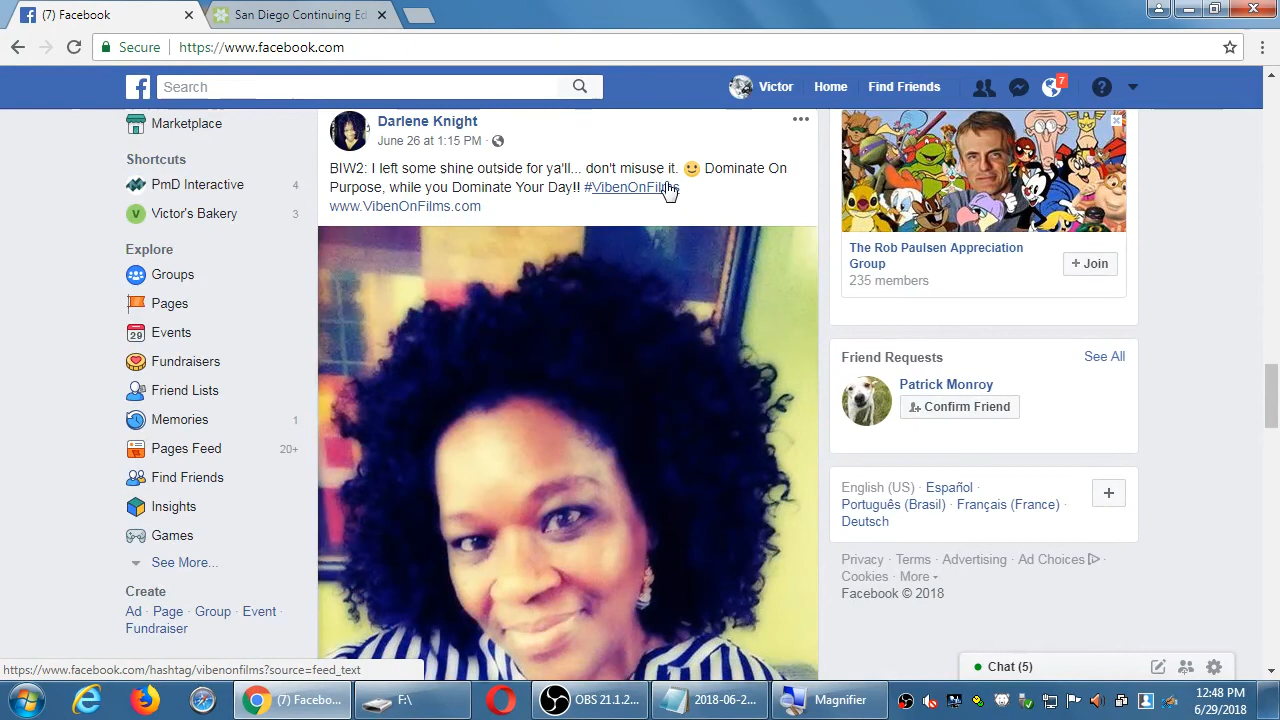 (7) Facebook
San Diego Continuing Ed
Secure
https://www.facebook.com
Search
Victor
Home
Find Friends
7
Marketplace
Shortcuts
PmD Interactive 4
V Victor's Bakery 3
Explore
Groups
Pages
29 Events
Fundraisers
Friend Lists
Memories 1
Pages Feed 20+
Find Friends
Insights
Games
See More...
Create
Ad · Page · Group · Event ·
Fundraiser
Darlene Knight
June 26 at 1:15 PM ·
BIW2: I left some shine outside for ya'll... don't misuse it. 🙂 Dominate On
Purpose, while you Dominate Your Day!! #VibenOnFilms
www.VibenOnFilms.com
The Rob Paulsen Appreciation
Group
235 members
+ Join
Friend Requests
See All
Patrick Monroy
Confirm Friend
English (US) · Español ·
Português (Brasil) · Français (France) ·
Deutsch
+
Privacy · Terms · Advertising · Ad Choices ·
Cookies · More
Facebook © 2018
Chat (5)
https://www.facebook.com/hashtag/vibenonfilms?source=feed_text
(7) Facebo...
F:\
OBS 21.1.2...
2018-06-2...
Magnifier
12:48 PM
6/29/2018